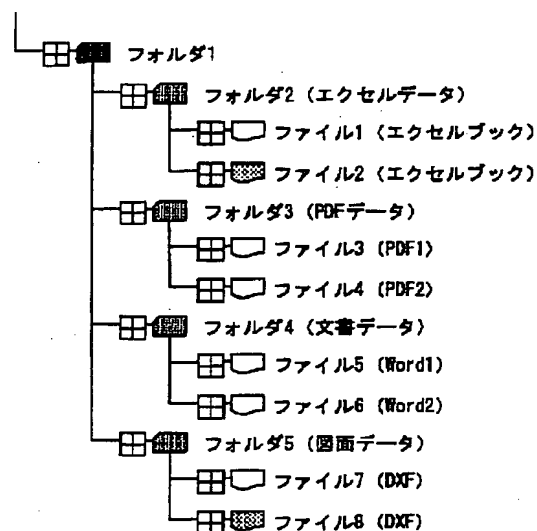 フォルダ1
フォルダ2 (エクセルデータ)
ファイル1 (エクセルブック)
ファイル2 (エクセルブック)
フォルダ3 (PDFデータ)
ファイル3 (PDF1)
ファイル4 (PDF2)
フォルダ4 (文書データ)
ファイル5 (Word1)
ファイル6 (Word2)
フォルダ5 (図面データ)
ファイル7 (DXF)
ファイル8 (DXF)